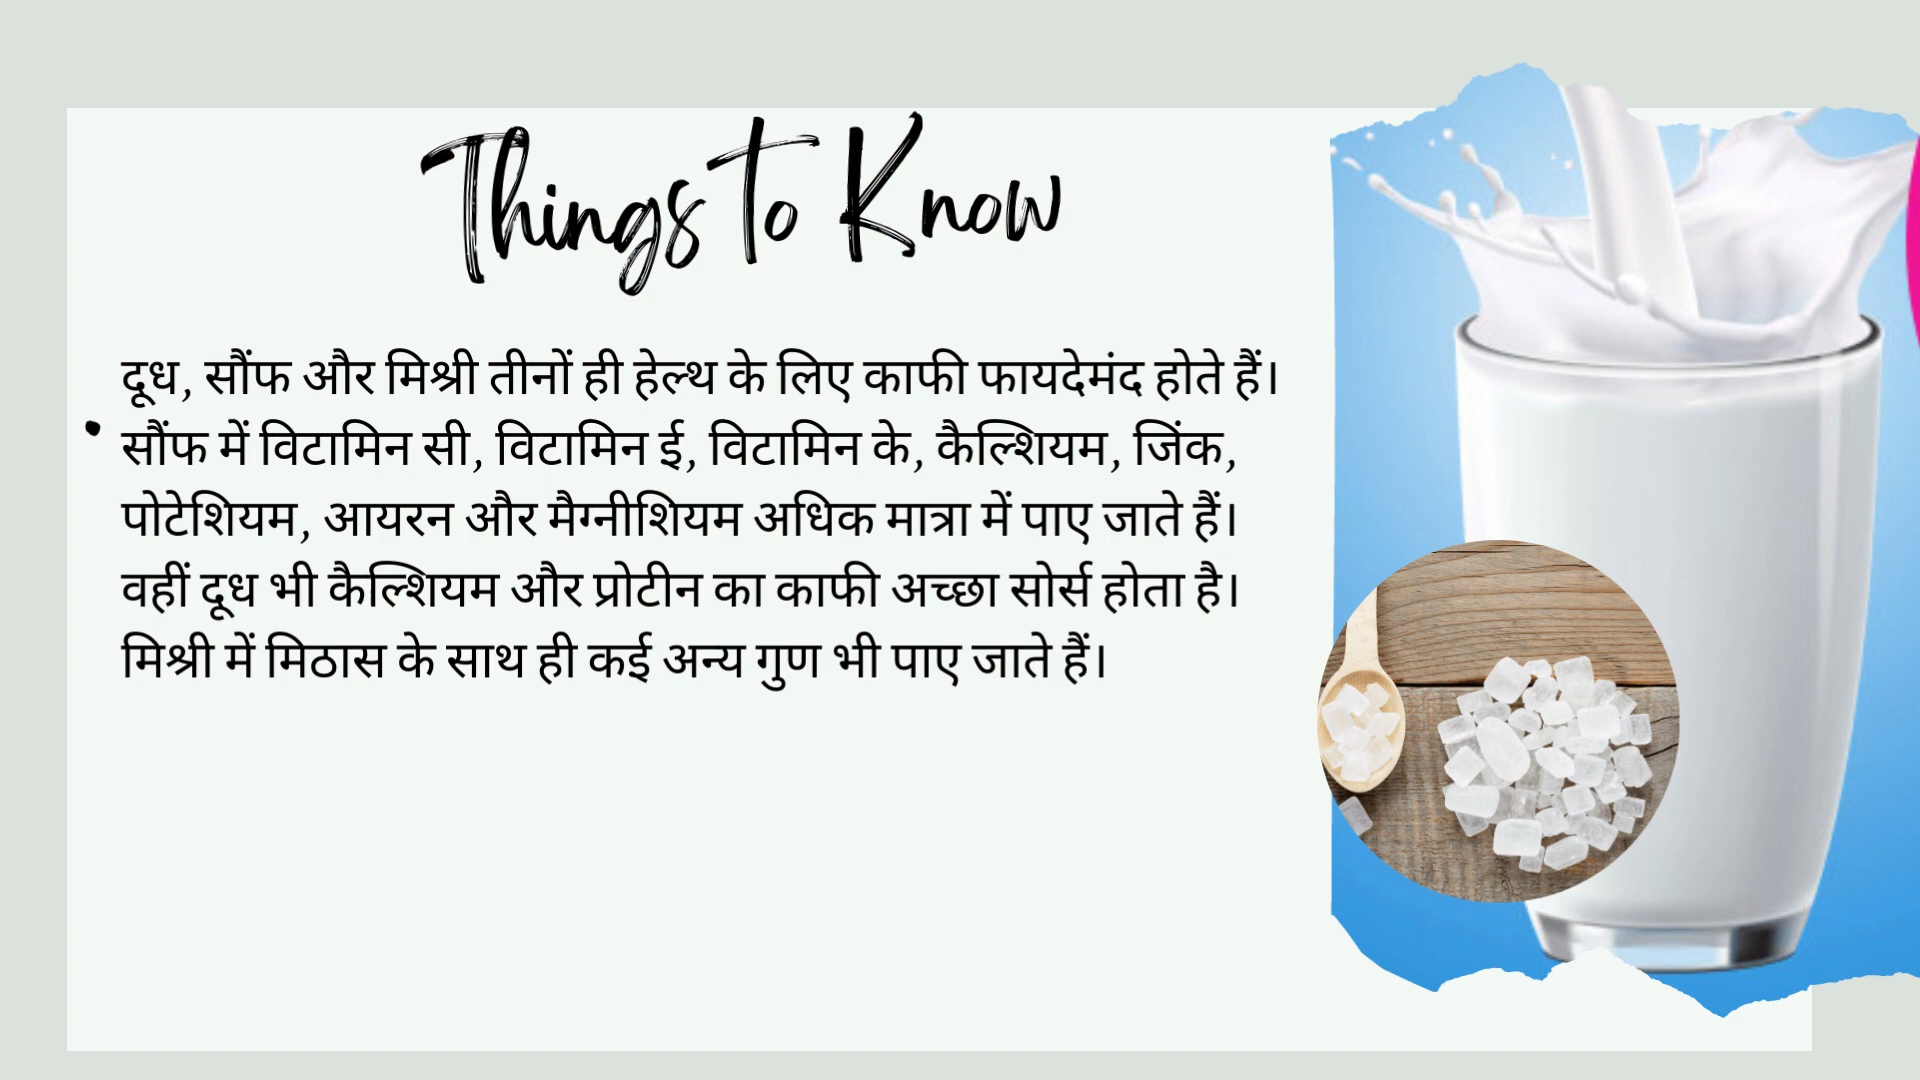 Things to Know
दूध, सौंफ और मिश्री तीनों ही हेल्थ के लिए काफी फायदेमंद होते हैं।
सौंफ में विटामिन सी, विटामिन ई, विटामिन के, कैल्शियम, जिंक,
पोटेशियम, आयरन और मैग्नीशियम अधिक मात्रा में पाए जाते हैं।
वहीं दूध भी कैल्शियम और प्रोटीन का काफी अच्छा सोर्स होता है।
मिश्री में मिठास के साथ ही कई अन्य गुण भी पाए जाते हैं।